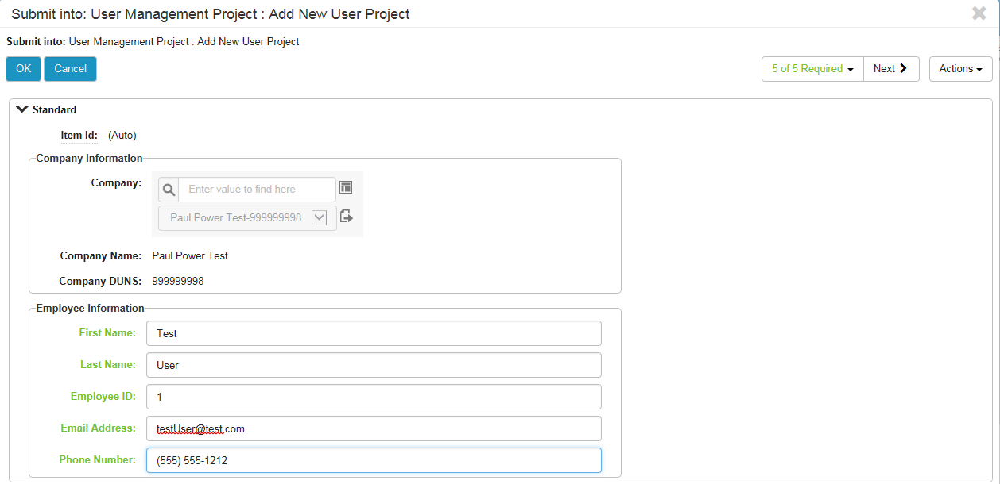 Submit into: User Management Project : Add New User Project
Submit into: User Management Project : Add New User Project
OK Cancel 5 of 5 Required Next Actions
Standard
Item Id: (Auto)
Company Information
Company: Enter value to find here
Paul Power Test-999999998
Company Name: Paul Power Test
Company DUNS: 999999998
Employee Information
First Name: Test
Last Name: User
Employee ID: 1
Email Address: testUser@test.com
Phone Number: (555) 555-1212